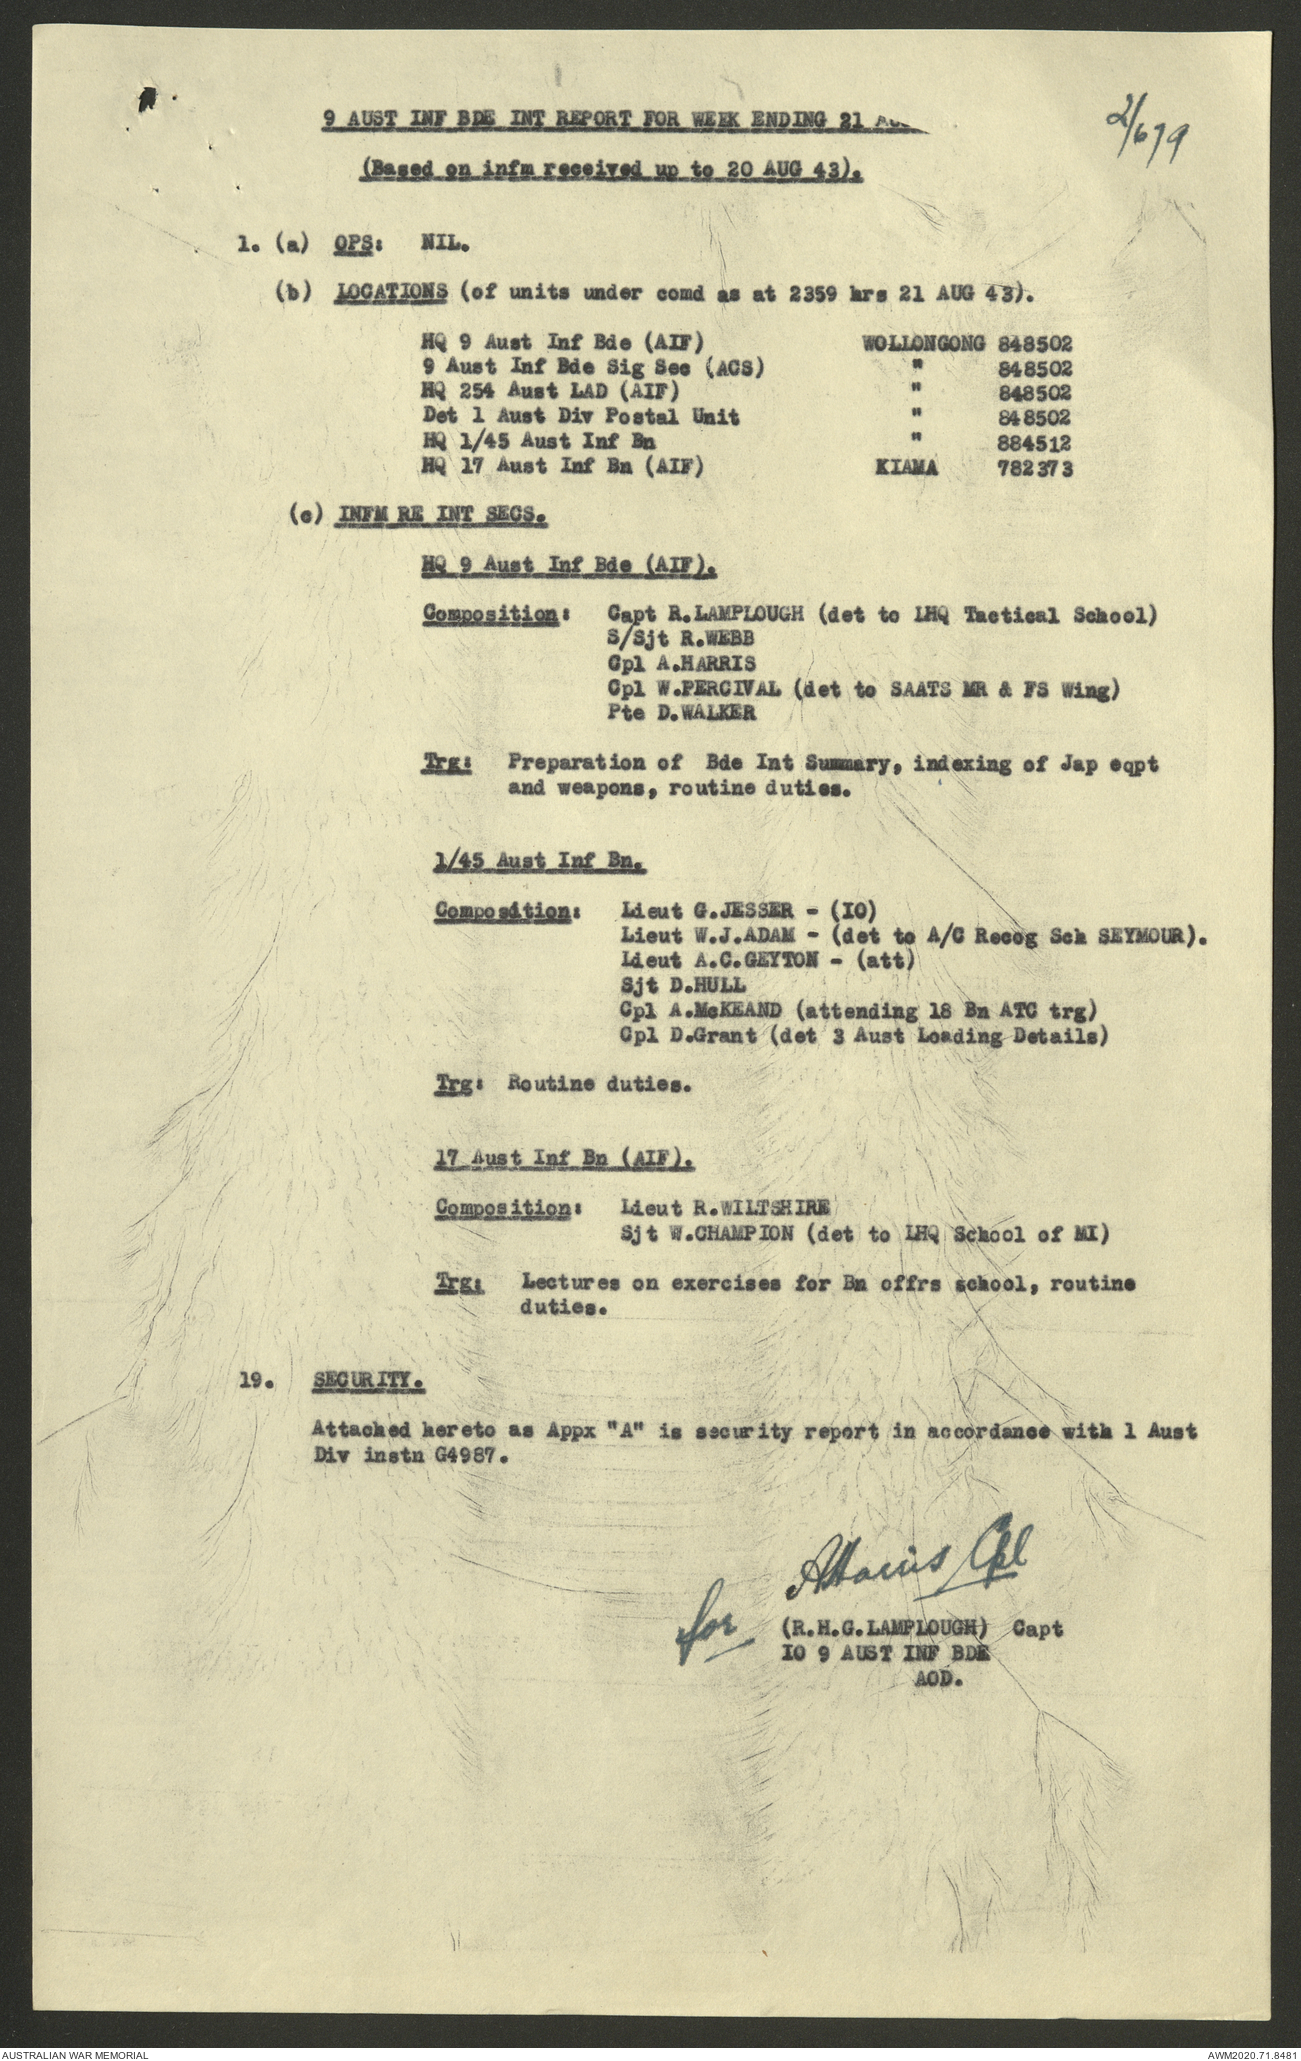 9 AUST INF BDE INT REPORT FOR WEEK ENDING 21
2/679
(Based on infm received up to 20 AUG 43).
1. (a) OPS: NIL.
(b) LOCATIONS (of units under comd as at 2359 hrs 21 AUG 43).
HQ 9 Aust Inf Bde (AIF) WOLLONGONG 848502
9 Aust Inf Bde Sig Sec (ACS) " 848502
HQ 254 Aust LAD (AIF) " 848502
Det 1 Aust Div Postal Unit " 848502
HQ 1/45 Aust Inf Bn " 884512
HQ 17 Aust Inf Bn (AIF) KIAMA 782373
(c) INFM RE INT SECS.
HQ 9 Aust Inf Bde (AIF).
Composition: Capt R.LAMPLOUGH (det to LHQ Tactical School)
S/Sjt R.WEBB
Cpl A.HARRIS
Cpl W.PERCIVAL (det to SAATS MR & FS Wing)
Pte D.WALKER
Trg: Preparation of Bde Int Summary, indexing of Jap eqpt
and weapons, routine duties.
1/45 Aust Inf Bn.
Composition: Lieut G.JESSER - (IO)
Lieut W.J.ADAM - (det to A/C Recog Sch SEYMOUR).
Lieut A.C.GEYTON - (att)
Sjt D.HULL
Cpl A.McKEAND (attending 18 Bn ATC trg)
Cpl D.Grant (det 3 Aust Loading Details)
Trg: Routine duties.
17 Aust Inf Bn (AIF).
Composition: Lieut R.WILTSHIRE
Sjt W.CHAMPION (det to LHQ School of MI)
Trg: Lectures on exercises for Bn offrs school, routine
duties.
19. SECURITY.
Attached hereto as Appx "A" is security report in accordance with 1 Aust
Div instn G4987.
AHarris Cpl
for (R.H.G.LAMPLOUGH) Capt
IO 9 AUST INF BDE
AOD.
AUSTRALIAN WAR MEMORIAL
AWM2020.71.8481